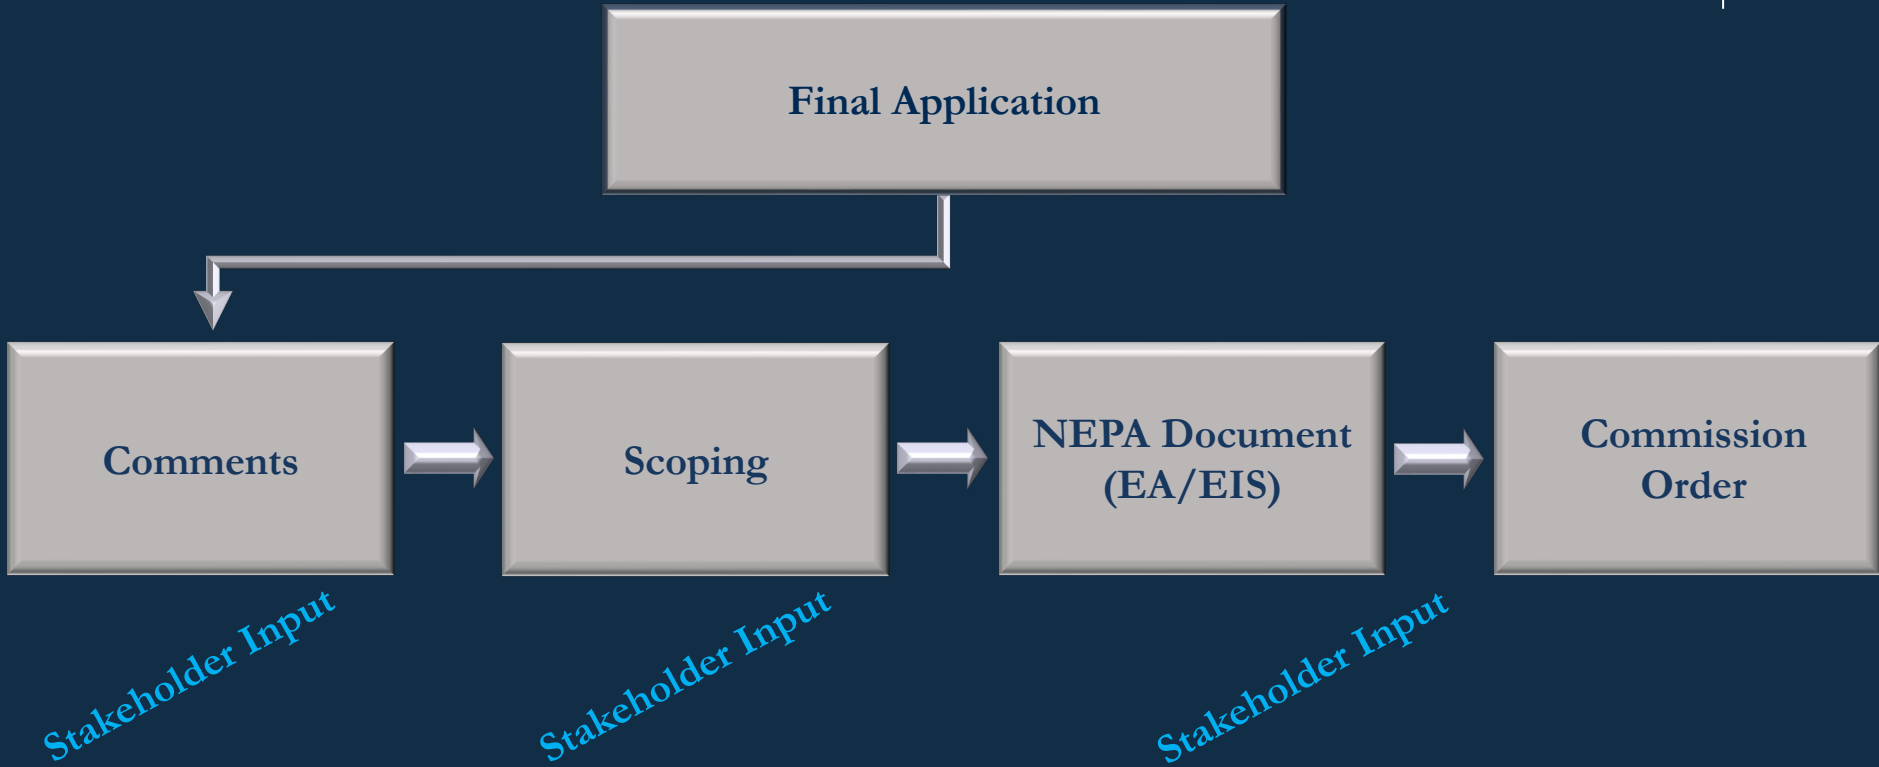 Final Application
Comments
Scoping
NEPA Document
(EA/EIS)
Commission
Order
Stakeholder Input
Stakeholder Input
Stakeholder Input